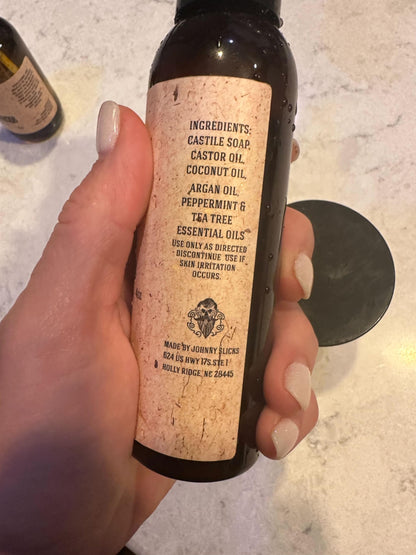 INGREDIENTS:
CASTILE SOAP,
CASTOR OIL,
COCONUT OIL,
ARGAN OIL,
PEPPERMINT &
TEA TREE
ESSENTIAL OILS
USE ONLY AS DIRECTED
DISCONTINUE USE IF
SKIN IRRITATION
OCCURS.
MADE BY JOHNNY SLICKS
624 US HWY 17S. STE 1
HOLLY RIDGE, NC 28445